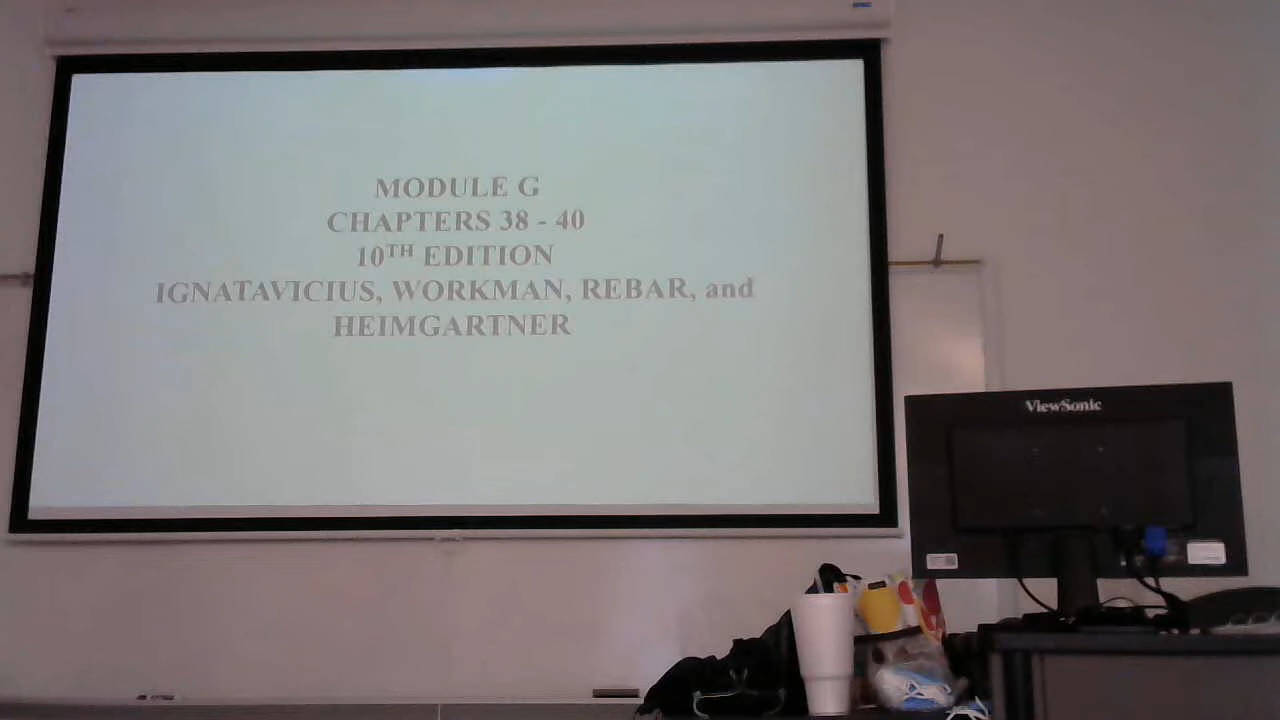 MODULE G
CHAPTERS 38 - 40
10TH EDITION
IGNATAVICIUS, WORKMAN, REBAR, and
HEIMGARTNER
ViewSonic